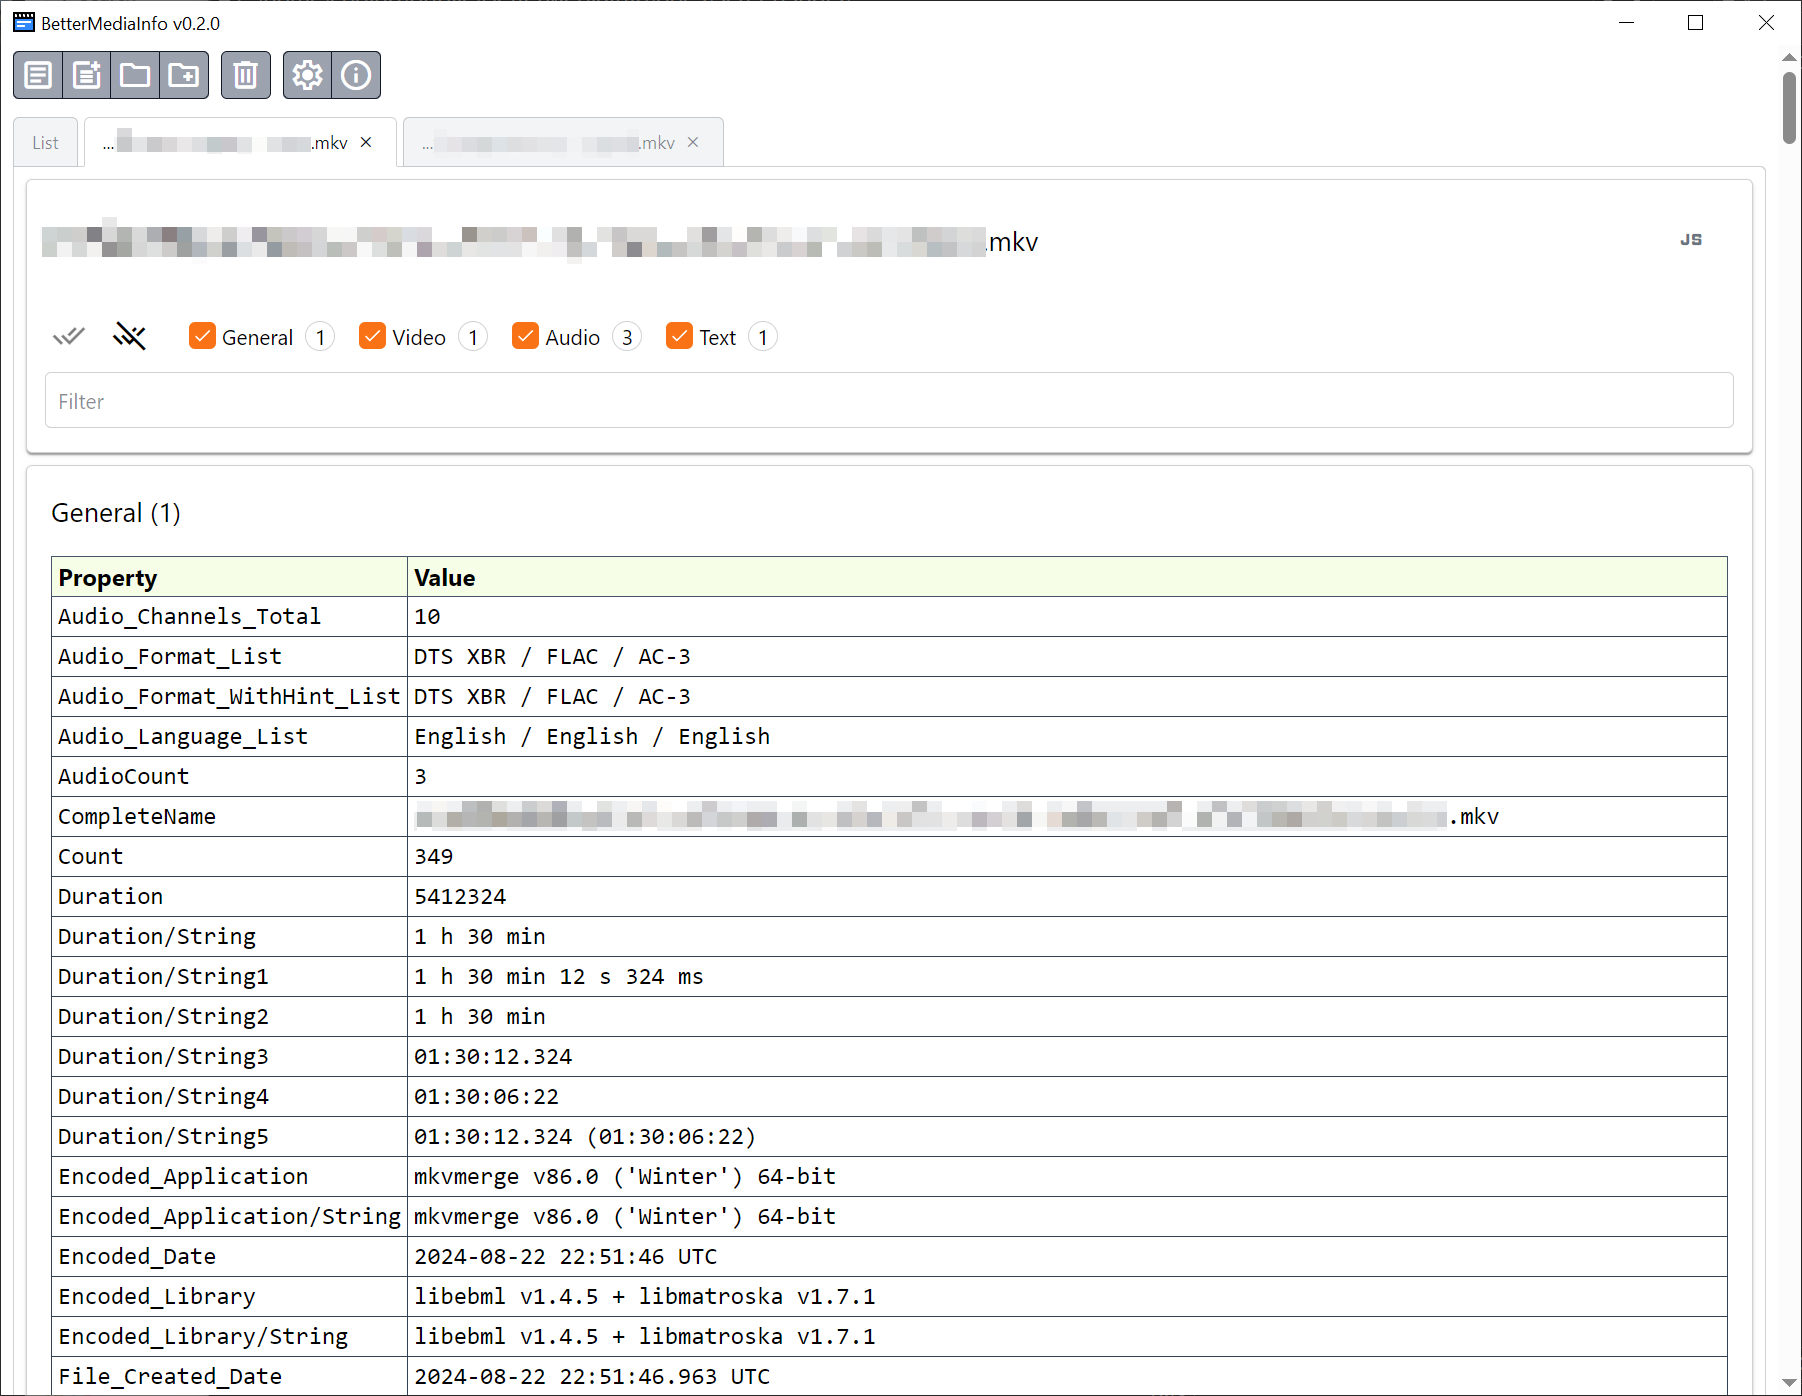 BetterMediaInfo v0.2.0
List
... .mkv ×
... .mkv ×
.mkv
JS
General 1 Video 1 Audio 3 Text 1
Filter
General (1)
Property Value
Audio_Channels_Total 10
Audio_Format_List DTS XBR / FLAC / AC-3
Audio_Format_WithHint_List DTS XBR / FLAC / AC-3
Audio_Language_List English / English / English
AudioCount 3
CompleteName .mkv
Count 349
Duration 5412324
Duration/String 1 h 30 min
Duration/String1 1 h 30 min 12 s 324 ms
Duration/String2 1 h 30 min
Duration/String3 01:30:12.324
Duration/String4 01:30:06:22
Duration/String5 01:30:12.324 (01:30:06:22)
Encoded_Application mkvmerge v86.0 ('Winter') 64-bit
Encoded_Application/String mkvmerge v86.0 ('Winter') 64-bit
Encoded_Date 2024-08-22 22:51:46 UTC
Encoded_Library libebml v1.4.5 + libmatroska v1.7.1
Encoded_Library/String libebml v1.4.5 + libmatroska v1.7.1
File_Created_Date 2024-08-22 22:51:46.963 UTC